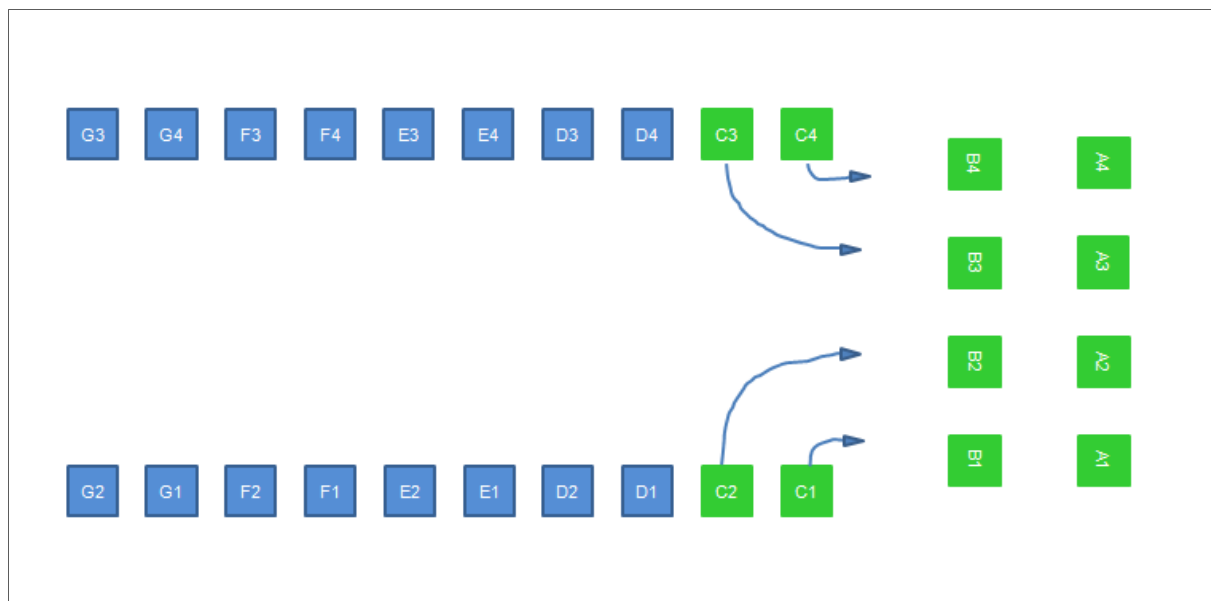 G3 G4 F3 F4 E3 E4 D3 D4 C3 C4
B4 A4
B3 A3
B2 A2
B1 A1
G2 G1 F2 F1 E2 E1 D2 D1 C2 C1